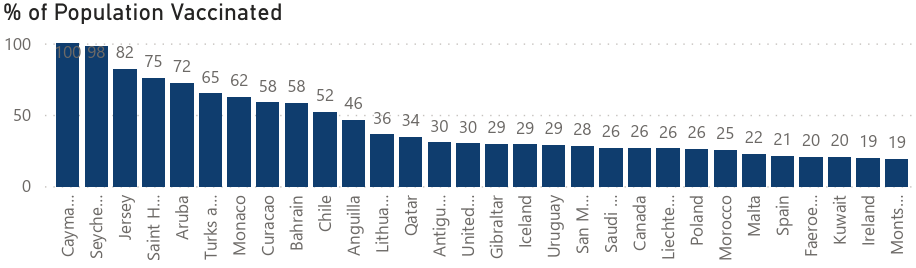 % of Population Vaccinated
100
50
0
100 98 82 75 72 65 62 58 58 52 46 36 34 30 30 29 29 29 28 26 26 26 26 25 22 21 20 20 19 19
Cayma...
Seyche...
Jersey
Saint H...
Aruba
Turks a...
Monaco
Curacao
Bahrain
Chile
Anguilla
Lithua...
Qatar
Antigu...
United...
Gibraltar
Iceland
Uruguay
San M...
Saudi ...
Canada
Liechte...
Poland
Morocco
Malta
Spain
Faeroe...
Kuwait
Ireland
Monts...